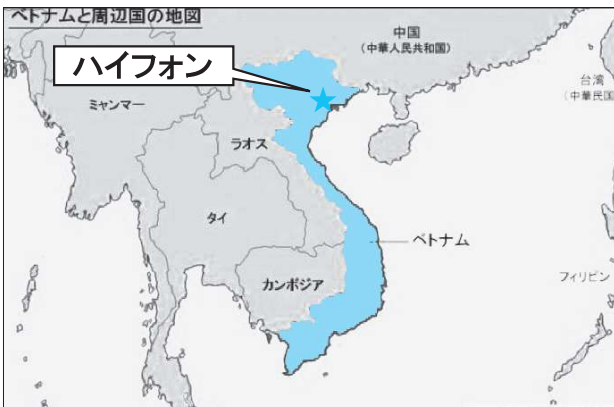 ベトナムと周辺国の地図
中国
(中華人民共和国)
ハイフォン
台湾
(中華民国
ミャンマー
ラオス
タイ
ベトナム
カンボジア
フィリピン